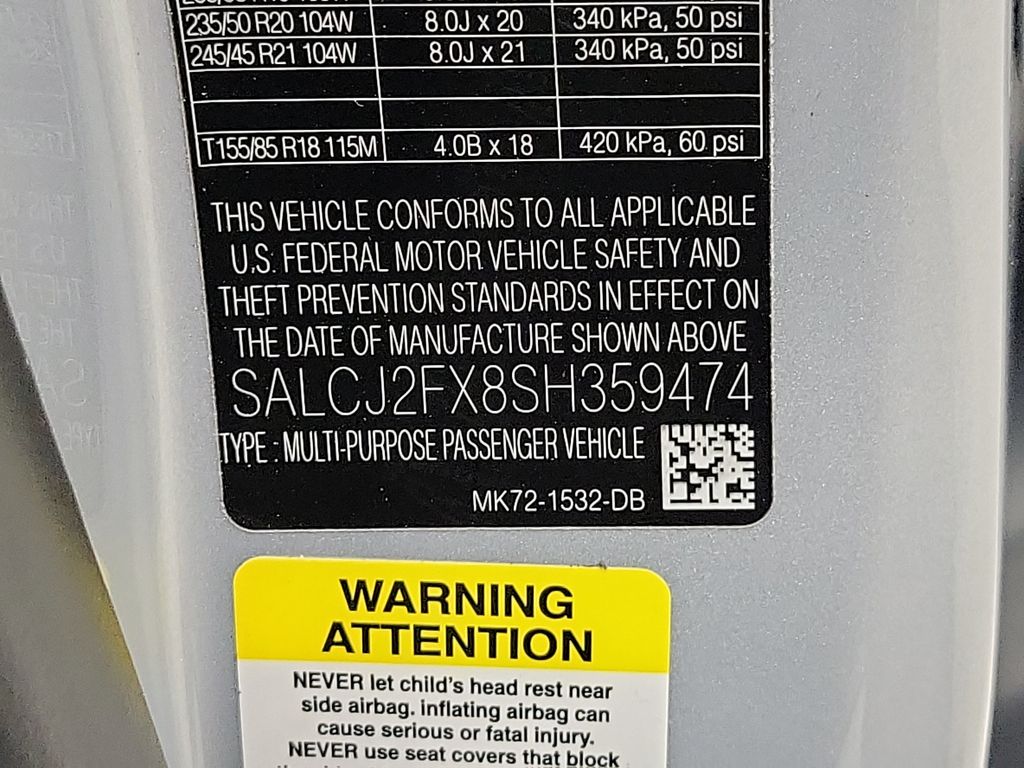 235/50 R20 104W 8.0J x 20 340 kPa, 50 psi
245/45 R21 104W 8.0J x 21 340 kPa, 50 psi
T155/85 R18 115M 4.0B x 18 420 kPa, 60 psi
THIS VEHICLE CONFORMS TO ALL APPLICABLE
U.S. FEDERAL MOTOR VEHICLE SAFETY AND
THEFT PREVENTION STANDARDS IN EFFECT ON
THE DATE OF MANUFACTURE SHOWN ABOVE
SALCJ2FX8SH359474
TYPE : MULTI-PURPOSE PASSENGER VEHICLE
MK72-1532-DB
WARNING
ATTENTION
NEVER let child's head rest near
side airbag. inflating airbag can
cause serious or fatal injury.
NEVER use seat covers that block